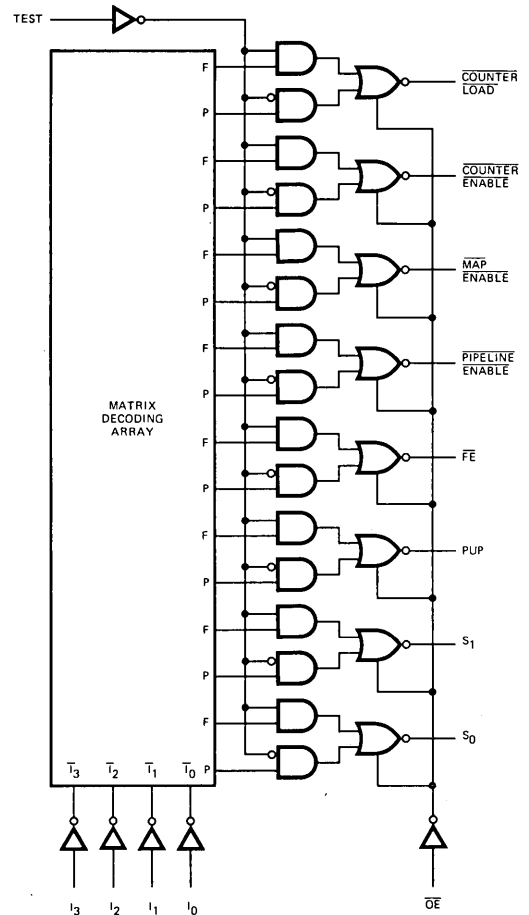 TEST
F
COUNTER
LOAD
P
F
COUNTER
ENABLE
P
F
MAP
ENABLE
P
F
PIPELINE
ENABLE
P
MATRIX
DECODING
ARRAY
F
FE
P
F
PUP
P
F
S1
P
F
S0
P
I3 I2 I1 I0
I3 I2 I1 I0
OE